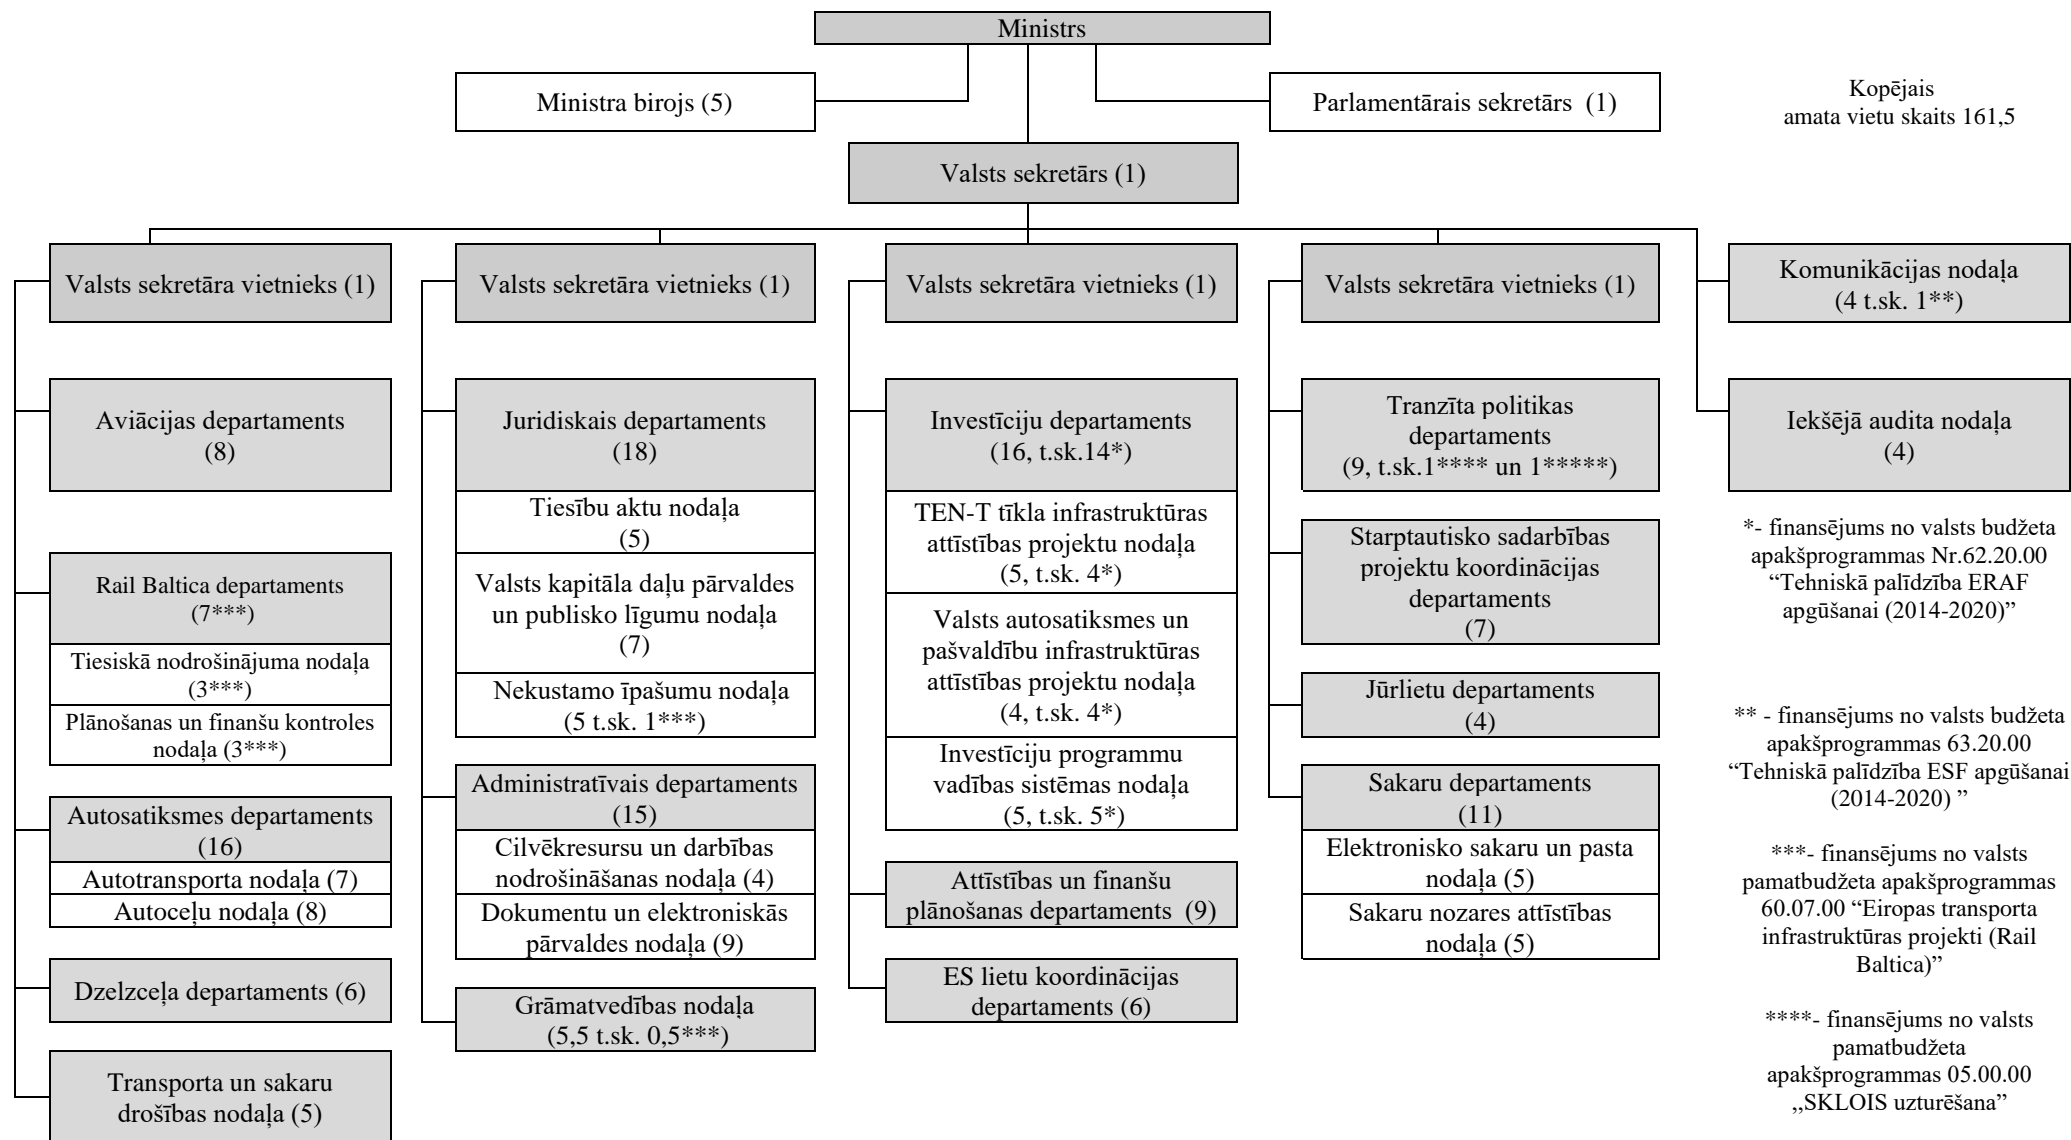 Ministrs
Ministra birojs (5)
Parlamentārais sekretārs (1)
Kopējais
amata vietu skaits 161,5
Valsts sekretārs (1)
Valsts sekretāra vietnieks (1)
Valsts sekretāra vietnieks (1)
Valsts sekretāra vietnieks (1)
Valsts sekretāra vietnieks (1)
Komunikācijas nodaļa
(4 t.sk. 1**)
Aviācijas departaments
(8)
Rail Baltica departaments
(7***)
Tiesiskā nodrošinājuma nodaļa
(3***)
Plānošanas un finanšu kontroles
nodaļa (3***)
Autosatiksmes departaments
(16)
Autotransporta nodaļa (7)
Autoceļu nodaļa (8)
Dzelzceļa departaments (6)
Transporta un sakaru
drošības nodaļa (5)
Juridiskais departaments
(18)
Tiesību aktu nodaļa
(5)
Valsts kapitāla daļu pārvaldes
un publisko līgumu nodaļa
(7)
Nekustamo īpašumu nodaļa
(5 t.sk. 1***)
Administratīvais departaments
(15)
Cilvēkresursu un darbības
nodrošināšanas nodaļa (4)
Dokumentu un elektroniskās
pārvaldes nodaļa (9)
Grāmatvedības nodaļa
(5,5 t.sk. 0,5***)
Investīciju departaments
(16, t.sk.14*)
TEN-T tīkla infrastruktūras
attīstības projektu nodaļa
(5, t.sk. 4*)
Valsts autosatiksmes un
pašvaldību infrastruktūras
attīstības projektu nodaļa
(4, t.sk. 4*)
Investīciju programmu
vadības sistēmas nodaļa
(5, t.sk. 5*)
Attīstības un finanšu
plānošanas departaments (9)
ES lietu koordinācijas
departaments (6)
Tranzīta politikas
departaments
(9, t.sk.1**** un 1*****)
Starptautisko sadarbības
projektu koordinācijas
departaments
(7)
Jūrlietu departaments
(4)
Sakaru departaments
(11)
Elektronisko sakaru un pasta
nodaļa (5)
Sakaru nozares attīstības
nodaļa (5)
Iekšējā audita nodaļa
(4)
*- finansējums no valsts budžeta
apakšprogrammas Nr.62.20.00
“Tehniskā palīdzība ERAF
apgūšanai (2014-2020)”
** - finansējums no valsts budžeta
apakšprogrammas 63.20.00
“Tehniskā palīdzība ESF apgūšanai
(2014-2020) ”
***- finansējums no valsts
pamatbudžeta apakšprogrammas
60.07.00 “Eiropas transporta
infrastruktūras projekti (Rail
Baltica)”
****- finansējums no valsts
pamatbudžeta
apakšprogrammas 05.00.00
„SKLOIS uzturēšana”